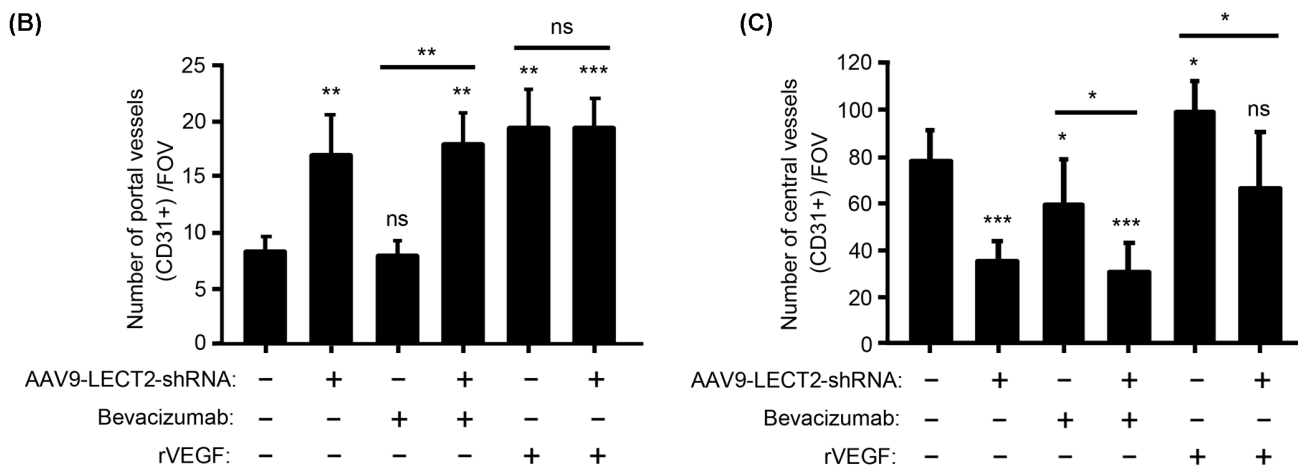 (B)
Number of portal vessels
(CD31+) /FOV
25
20
15
10
5
0
**
ns
**
**
**
***
ns
AAV9-LECT2-shRNA: – + – + – +
Bevacizumab: – – + + – –
rVEGF: – – – – + +
(C)
Number of central vessels
(CD31+) /FOV
120
100
80
60
40
20
0
***
*
***
*
*
ns
*
AAV9-LECT2-shRNA: – + – + – +
Bevacizumab: – – + + – –
rVEGF: – – – – + +